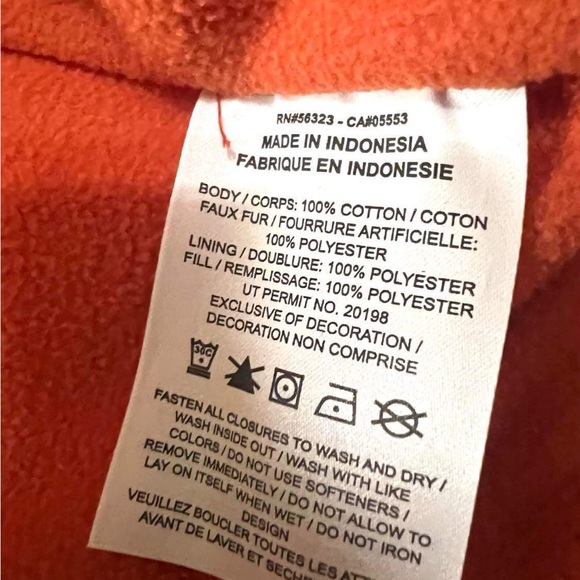 RN#56323 - CA#05553
MADE IN INDONESIA
FABRIQUE EN INDONESIE
BODY / CORPS: 100% COTTON / COTON
FAUX FUR / FOURRURE ARTIFICIELLE:
100% POLYESTER
LINING / DOUBLURE: 100% POLYESTER
FILL / REMPLISSAGE: 100% POLYESTER
UT PERMIT NO. 20198
EXCLUSIVE OF DECORATION /
DECORATION NON COMPRISE
30C
FASTEN ALL CLOSURES TO WASH AND DRY /
WASH INSIDE OUT / WASH WITH LIKE
COLORS / DO NOT USE SOFTENERS /
REMOVE IMMEDIATELY / DO NOT ALLOW TO
LAY ON ITSELF WHEN WET / DO NOT IRON
DESIGN
VEUILLEZ BOUCLER TOUTES LES
AVANT DE LAVER ET